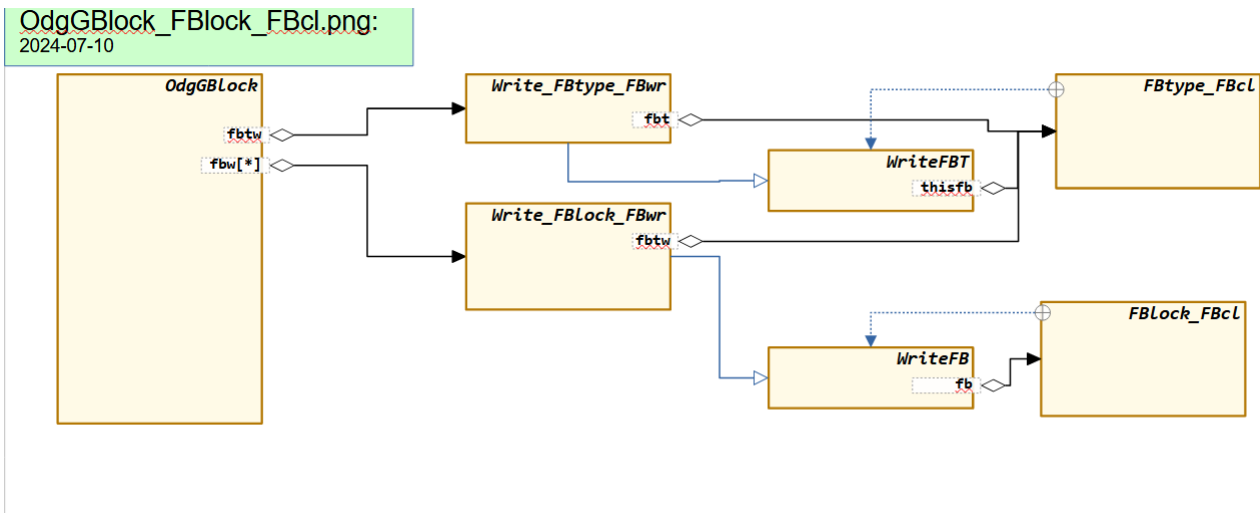 OdgGBlock_FBlock_FBcl.png:
2024-07-10
OdgGBlock
fbtw
fbw[*]
Write_FBtype_FBwr
fbt
FBtype_FBcl
WriteFBT
thisfb
Write_FBlock_FBwr
fbtw
FBlock_FBcl
WriteFB
fb